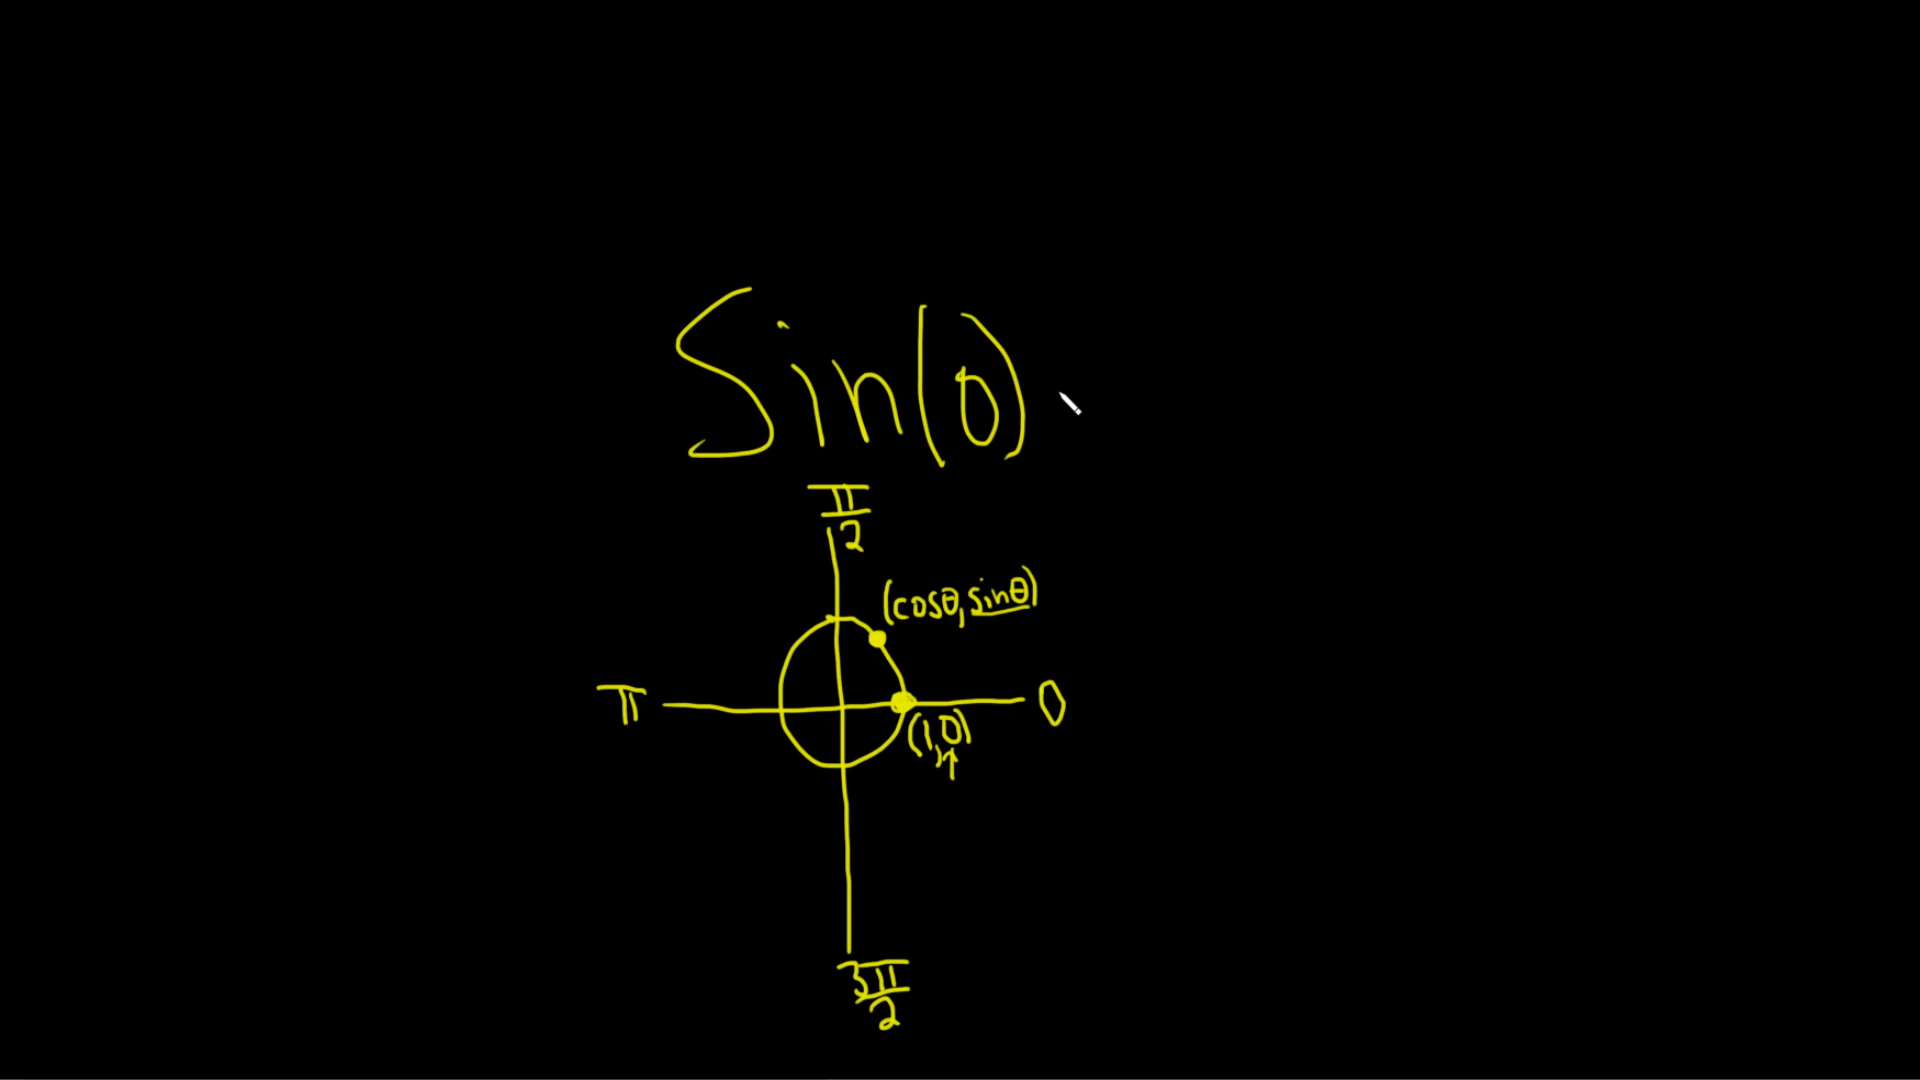 Sin(0)
π/2
(cosθ, sinθ)
π 0
(1,0)
3π/2